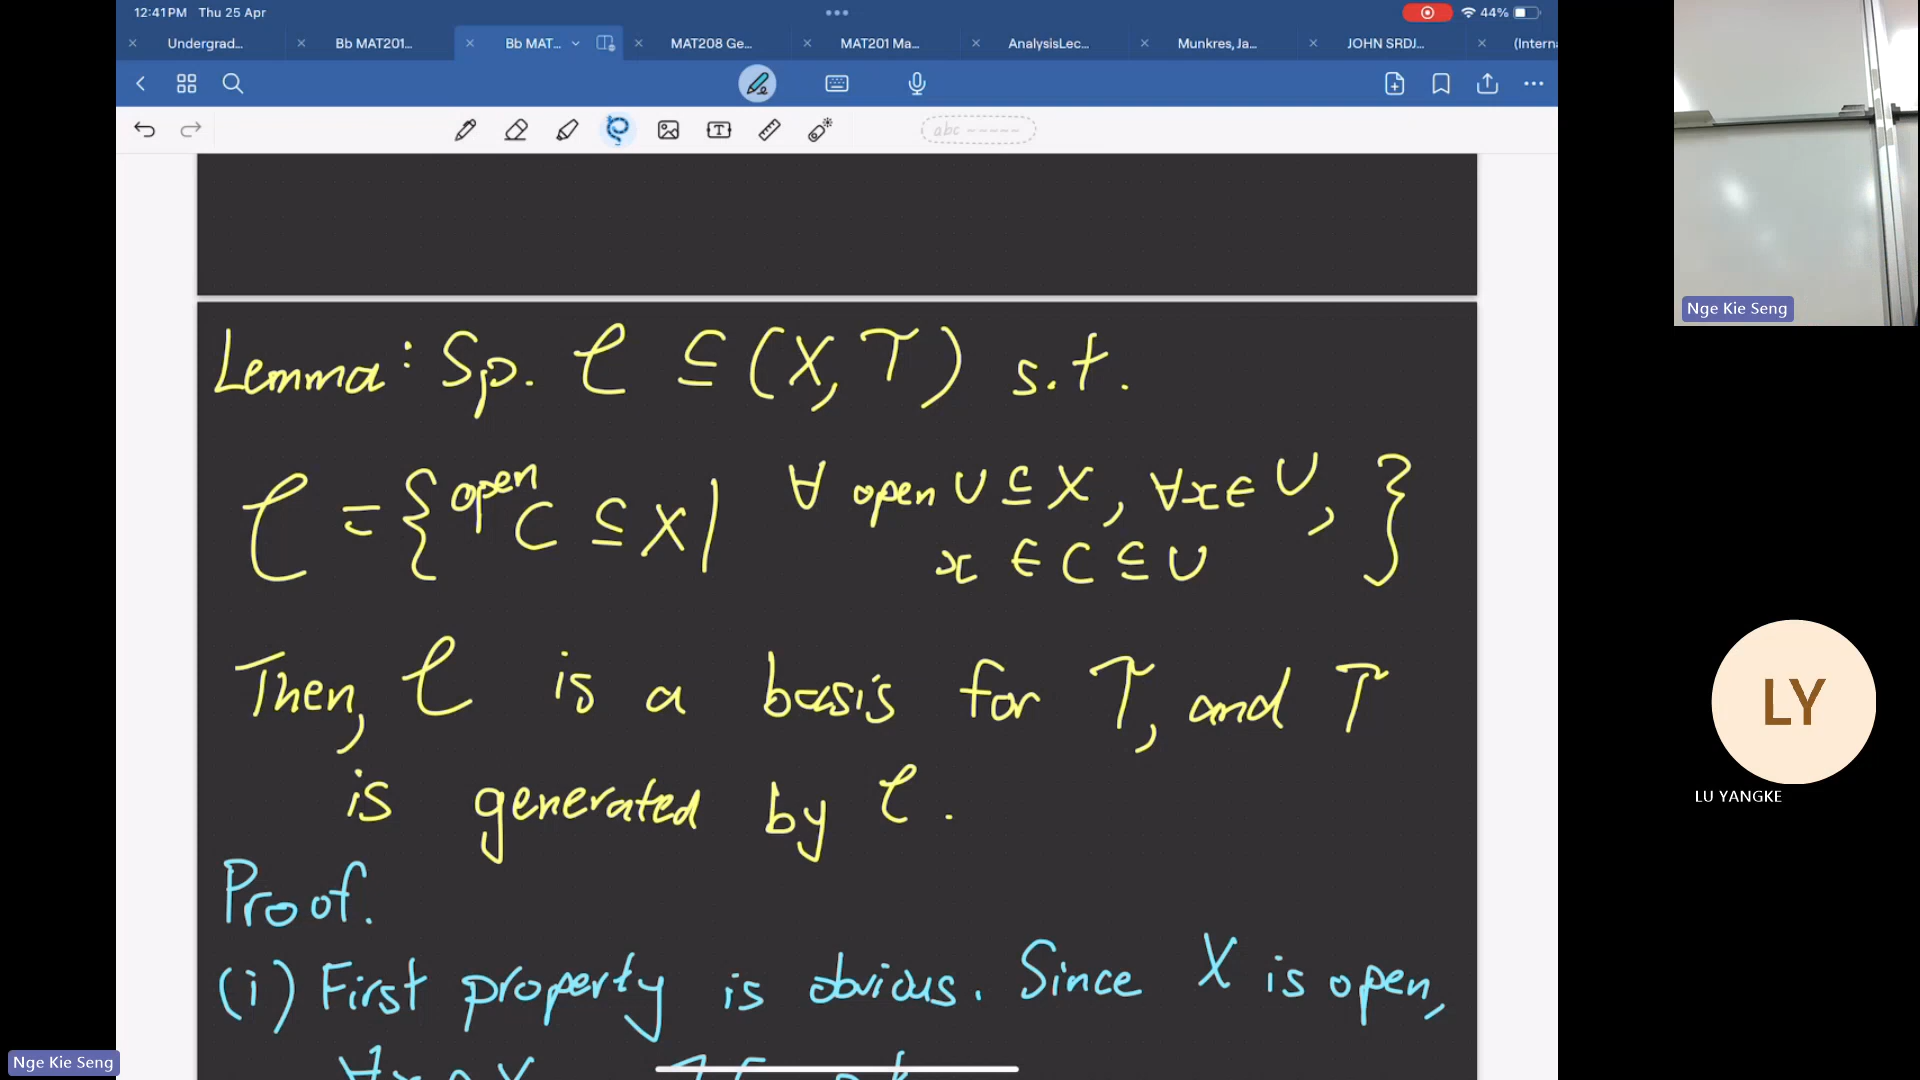 12:41PM Thu 25 Apr
44%
Undergrad...
Bb MAT201...
Bb MAT...
MAT208 Ge...
MAT201 Ma...
AnalysisLec...
Munkres, Ja...
JOHN SRDJ...
(Intern
abc
Lemma: Sp. 𝒞 ⊆ (X, 𝒯) s.t.
𝒞 = { open C ⊆ X | ∀ open U ⊆ X, ∀x ∈ U, x ∈ C ⊆ U }
Then, 𝒞 is a basis for 𝒯, and 𝒯
is generated by 𝒞.
Proof.
(i) First property is obvious. Since X is open,
Nge Kie Seng
LY
LU YANGKE
Nge Kie Seng